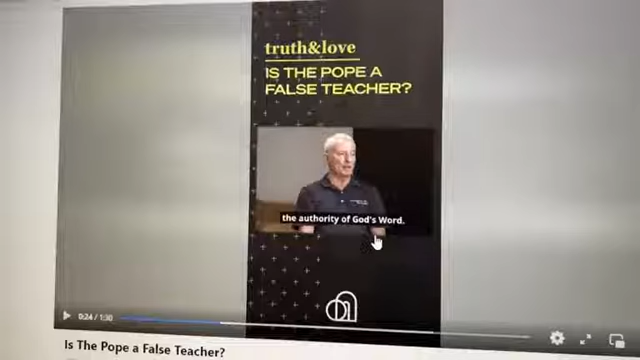 truth&love
IS THE POPE A
FALSE TEACHER?
the authority of God's Word.
0:24 / 1:30
Is The Pope a False Teacher?